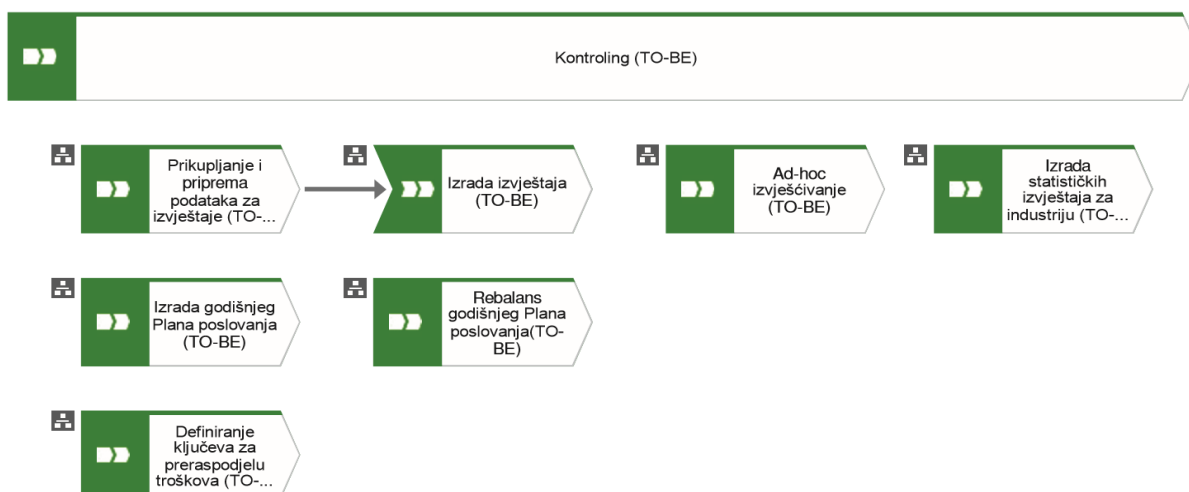 Kontroling (TO-BE)
Prikupljanje i
priprema
podataka za
izvještaje (TO-...
Izrada izvještaja
(TO-BE)
Ad-hoc
izvješćivanje
(TO-BE)
Izrada
statističkih
izvještaja za
industriju (TO-...
Izrada godišnjeg
Plana poslovanja
(TO-BE)
Rebalans
godišnjeg Plana
poslovanja(TO-
BE)
Definiranje
ključeva za
preraspodjelu
troškova (TO-...